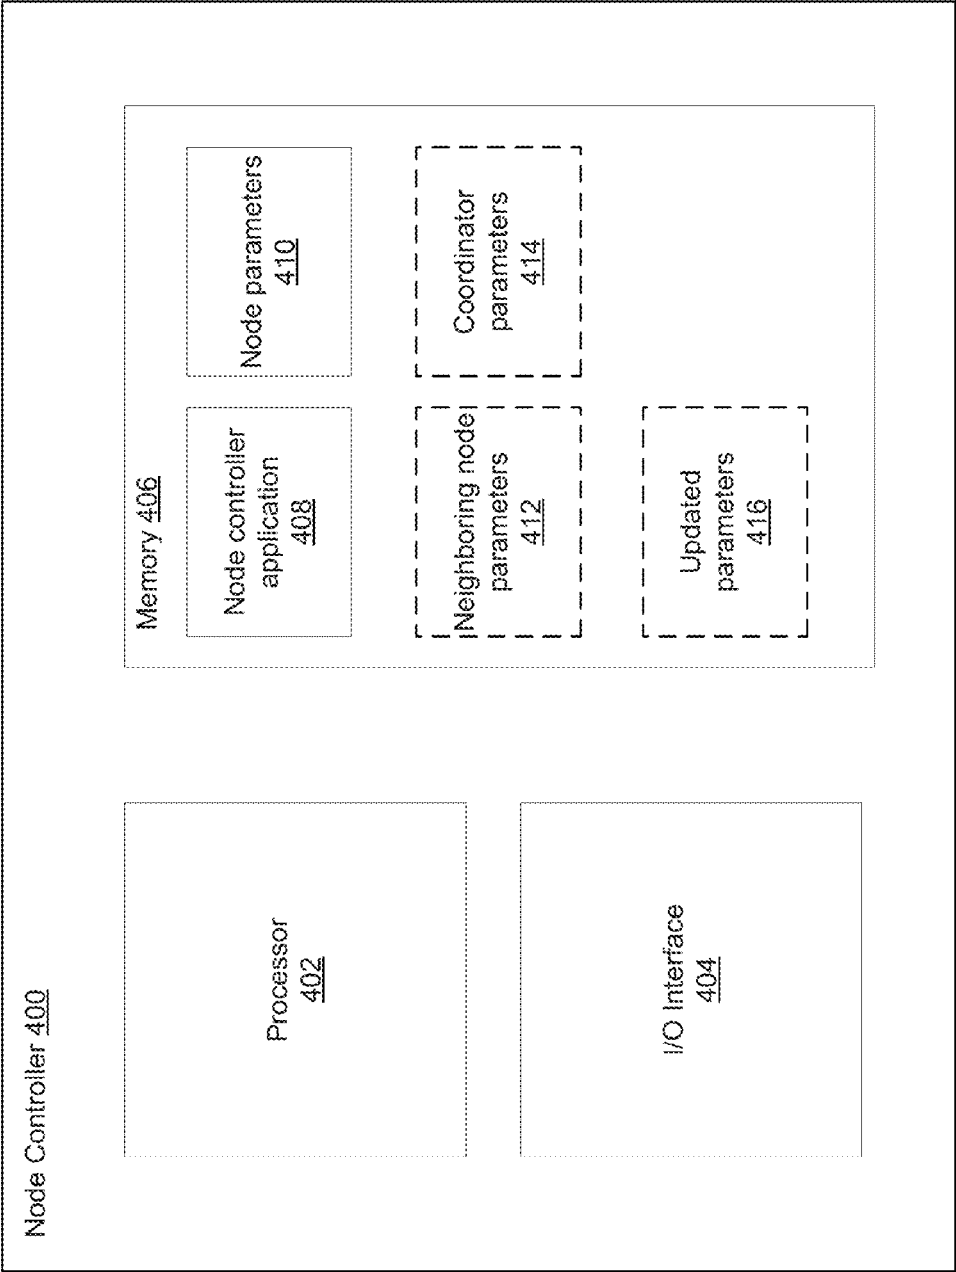 Node Controller 400
Processor
402
I/O Interface
404
Memory 406
Node controller
application
408
Node parameters
410
Neighboring node
parameters
412
Coordinator
parameters
414
Updated
parameters
416